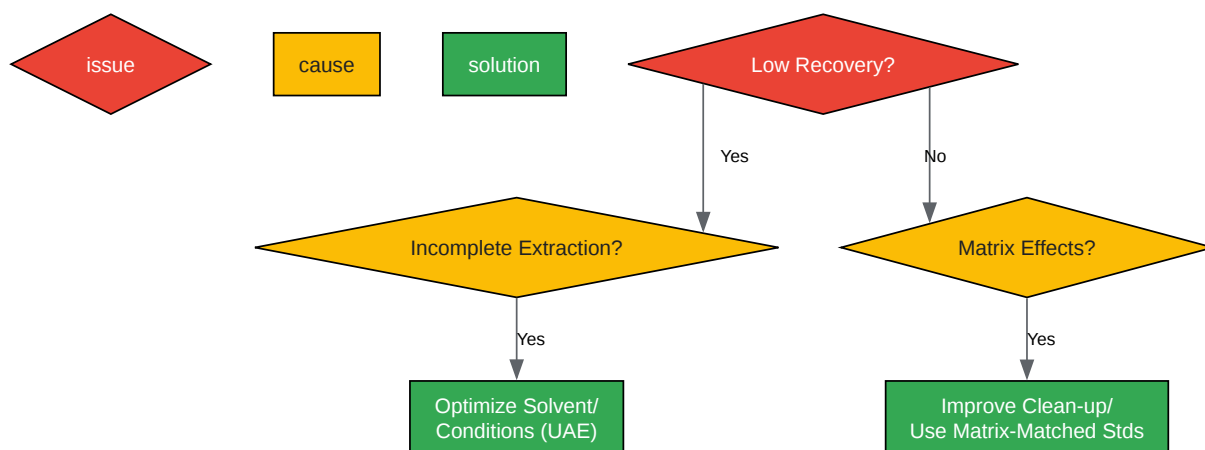 issue
cause
solution
Low Recovery?
Yes
No
Incomplete Extraction?
Matrix Effects?
Yes
Yes
Optimize Solvent/
Conditions (UAE)
Improve Clean-up/
Use Matrix-Matched Stds